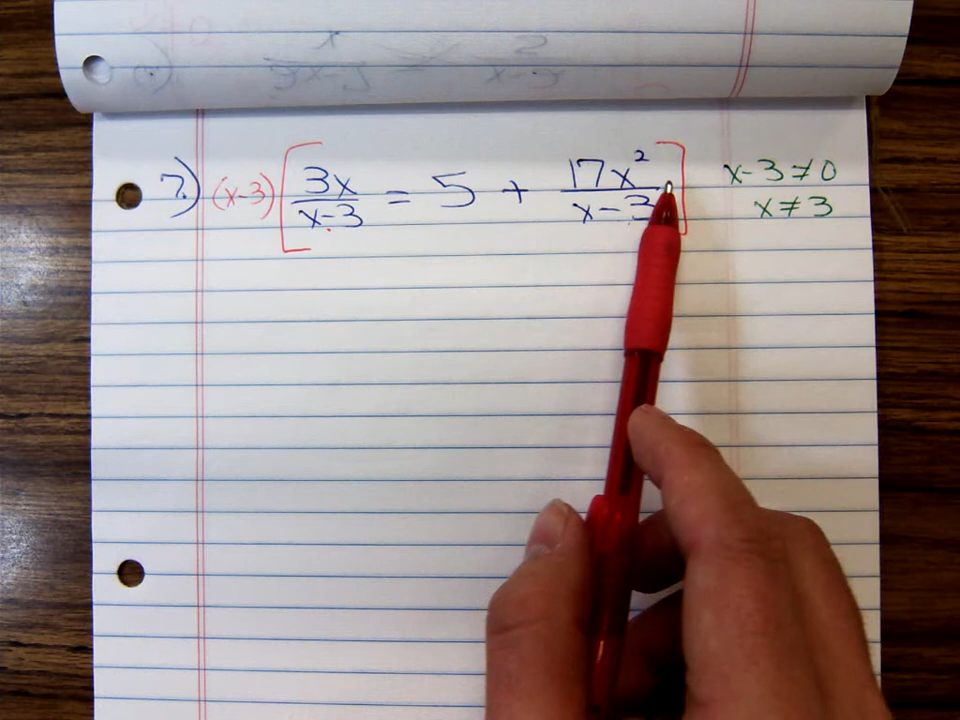 7.) (x-3) [ 3x/(x-3) = 5 + 17x²/(x-3) ] x-3≠0
x≠3